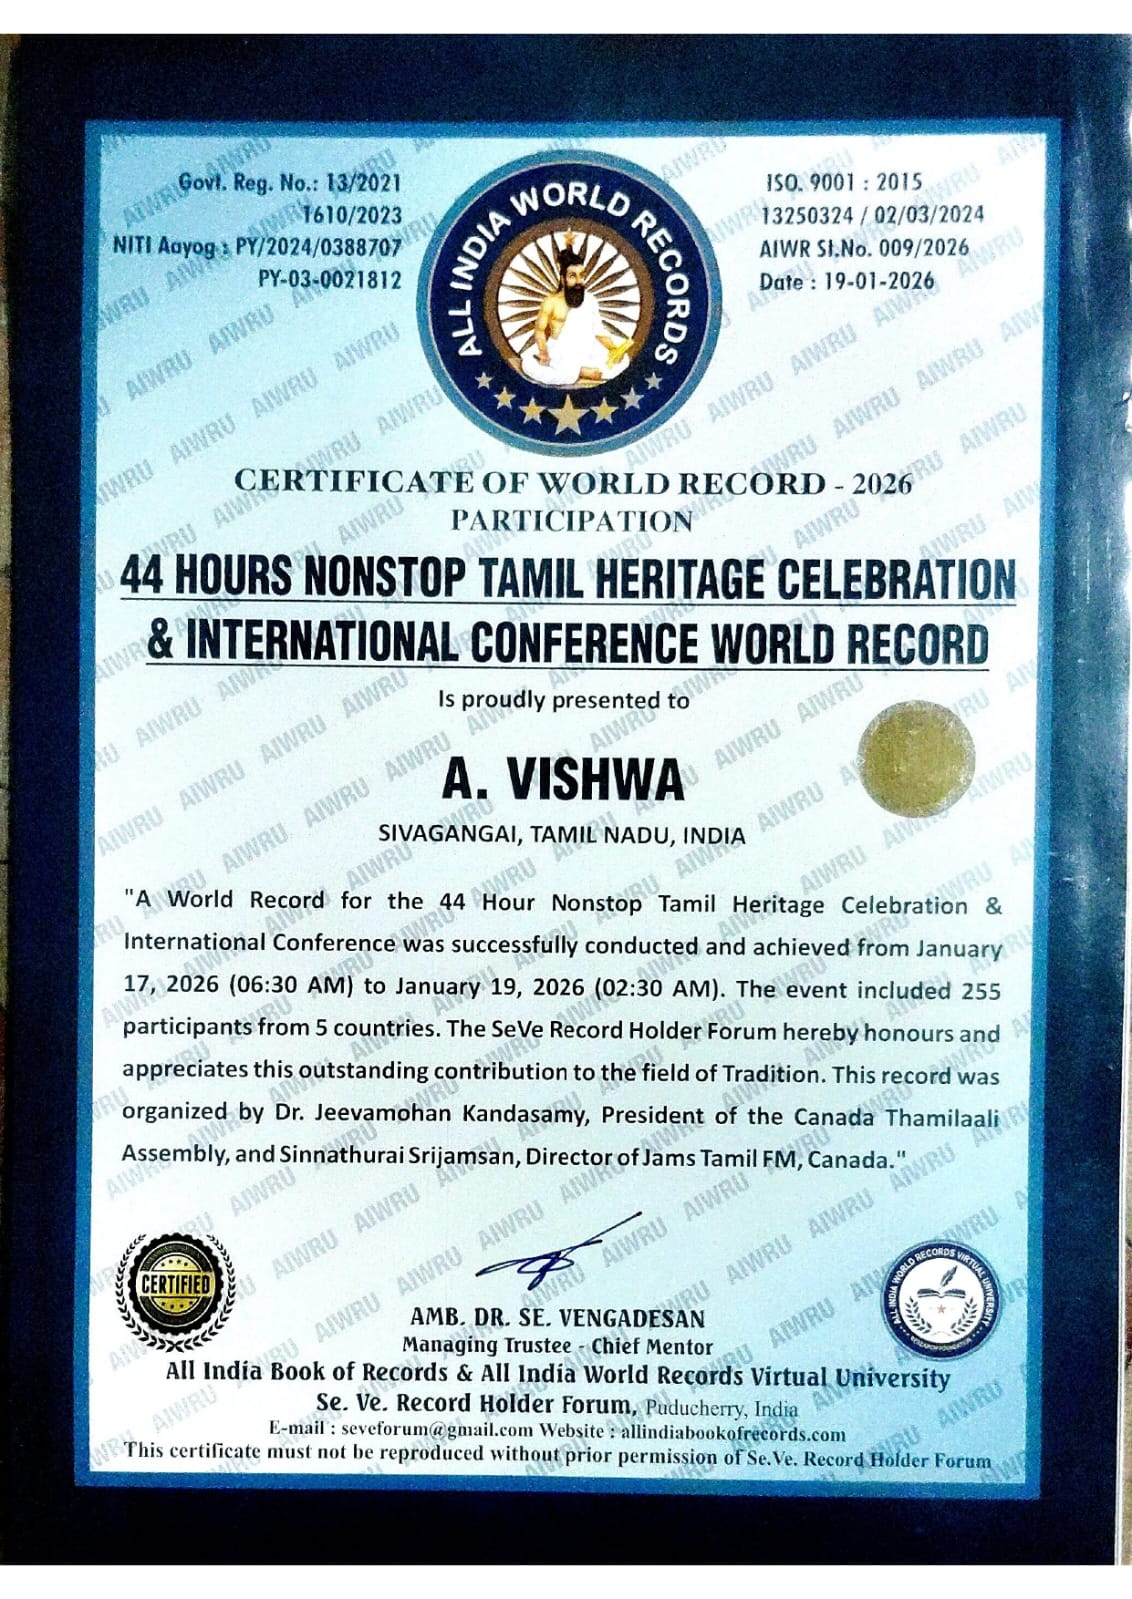 Govt. Reg. No.: 13/2021
1610/2023
NITI Aayog : PY/2024/0388707
PY-03-0021812
ISO. 9001 : 2015
13250324 / 02/03/2024
AIWR Sl.No. 009/2026
Date : 19-01-2026
ALL INDIA WORLD RECORDS
CERTIFICATE OF WORLD RECORD - 2026
PARTICIPATION
44 HOURS NONSTOP TAMIL HERITAGE CELEBRATION
& INTERNATIONAL CONFERENCE WORLD RECORD
Is proudly presented to
A. VISHWA
SIVAGANGAI, TAMIL NADU, INDIA
"A World Record for the 44 Hour Nonstop Tamil Heritage Celebration &
International Conference was successfully conducted and achieved from January
17, 2026 (06:30 AM) to January 19, 2026 (02:30 AM). The event included 255
participants from 5 countries. The SeVe Record Holder Forum hereby honours and
appreciates this outstanding contribution to the field of Tradition. This record was
organized by Dr. Jeevamohan Kandasamy, President of the Canada Thamilaali
Assembly, and Sinnathurai Srijamsan, Director of Jams Tamil FM, Canada."
CERTIFIED
ALL INDIA WORLD RECORDS VIRTUAL UNIVERSITY
RESEARCH FOUNDATION
AMB. DR. SE. VENGADESAN
Managing Trustee - Chief Mentor
All India Book of Records & All India World Records Virtual University
Se. Ve. Record Holder Forum, Puducherry, India
E-mail : seveforum@gmail.com Website : allindiabookofrecords.com
This certificate must not be reproduced without prior permission of Se.Ve. Record Holder Forum
AIWRU